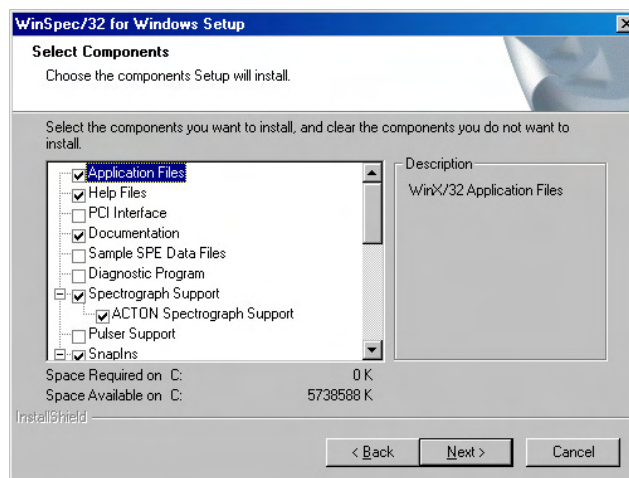 WinSpec/32 for Windows Setup
Select Components
Choose the components Setup will install.
Select the components you want to install, and clear the components you do not want to
install.
Application Files
Help Files
PCI Interface
Documentation
Sample SPE Data Files
Diagnostic Program
Spectrograph Support
ACTON Spectrograph Support
Pulser Support
SnapIns
Description
WinX/32 Application Files
Space Required on C: 0 K
Space Available on C: 5738588 K
InstallShield
< Back Next > Cancel